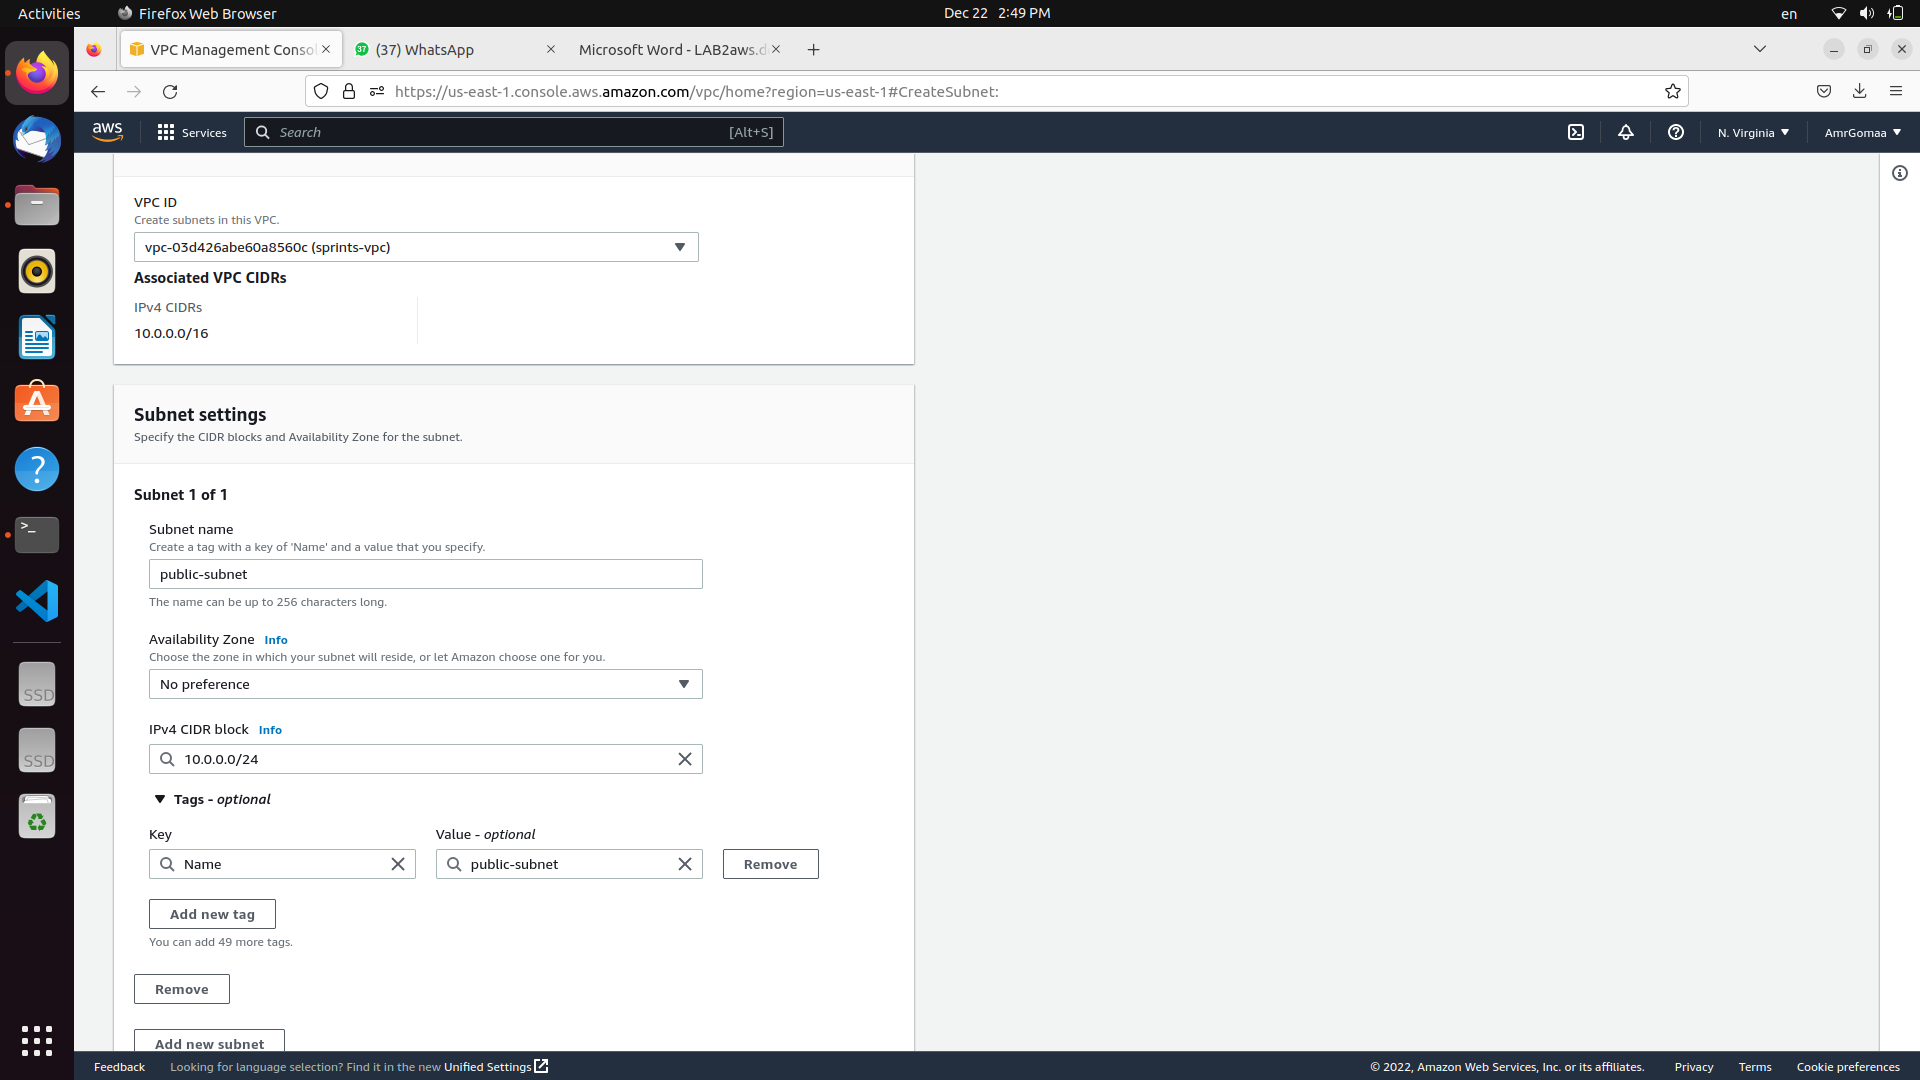 Activities
Firefox Web Browser
Dec 22 2:49 PM
en
VPC Management Consol
37
(37) WhatsApp
Microsoft Word - LAB2aws.d
https://us-east-1.console.aws.amazon.com/vpc/home?region=us-east-1#CreateSubnet:
aws
Services
Search
[Alt+S]
N. Virginia
AmrGomaa
VPC ID
Create subnets in this VPC.
vpc-03d426abe60a8560c (sprints-vpc)
Associated VPC CIDRs
IPv4 CIDRs
10.0.0.0/16
Subnet settings
Specify the CIDR blocks and Availability Zone for the subnet.
Subnet 1 of 1
Subnet name
Create a tag with a key of 'Name' and a value that you specify.
public-subnet
The name can be up to 256 characters long.
Availability Zone Info
Choose the zone in which your subnet will reside, or let Amazon choose one for you.
No preference
IPv4 CIDR block Info
10.0.0.0/24
Tags - optional
Key
Value - optional
Name
public-subnet
Remove
Add new tag
You can add 49 more tags.
Remove
Add new subnet
SSD
SSD
Feedback
Looking for language selection? Find it in the new Unified Settings
© 2022, Amazon Web Services, Inc. or its affiliates.
Privacy
Terms
Cookie preferences